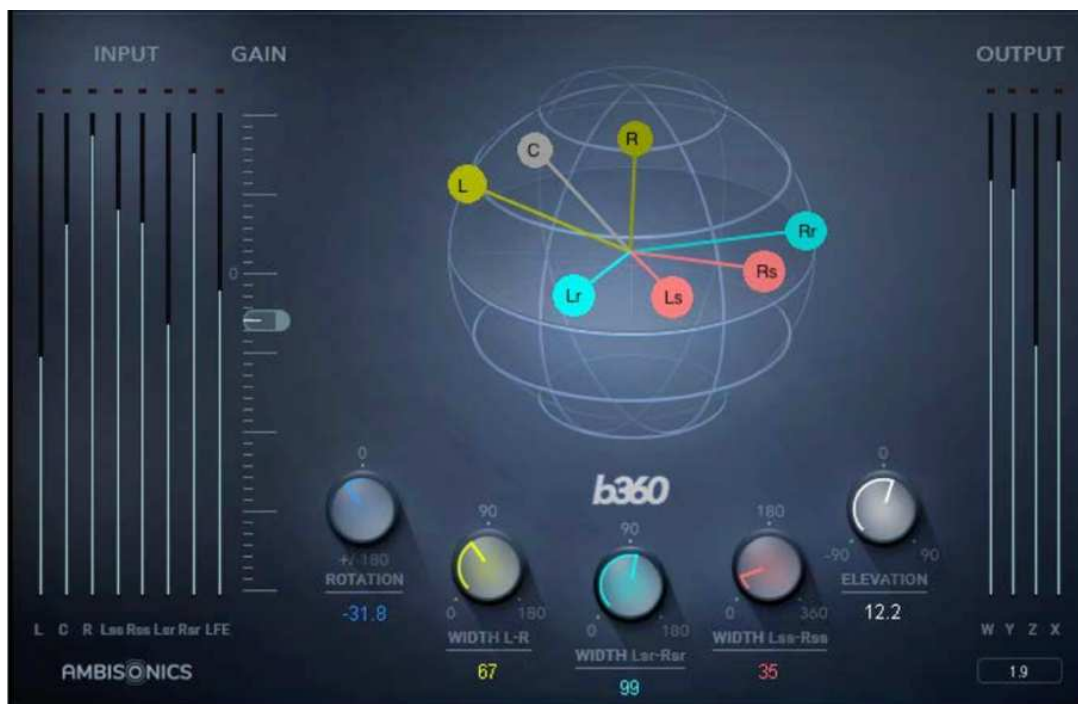 INPUT GAIN OUTPUT
R
C
L
Rr
Rs
Lr
Ls
0
0 0
b360
90 90 180
+/-180 -90 90
ROTATION ELEVATION
-31.8 12.2
0 180 0 180 0 360
WIDTH L-R WIDTH Lsr-Rsr WIDTH Lss-Rss
67 99 35
L C R Lss Rss Lsr Rsr LFE W Y Z X
AMBISONICS 1.9